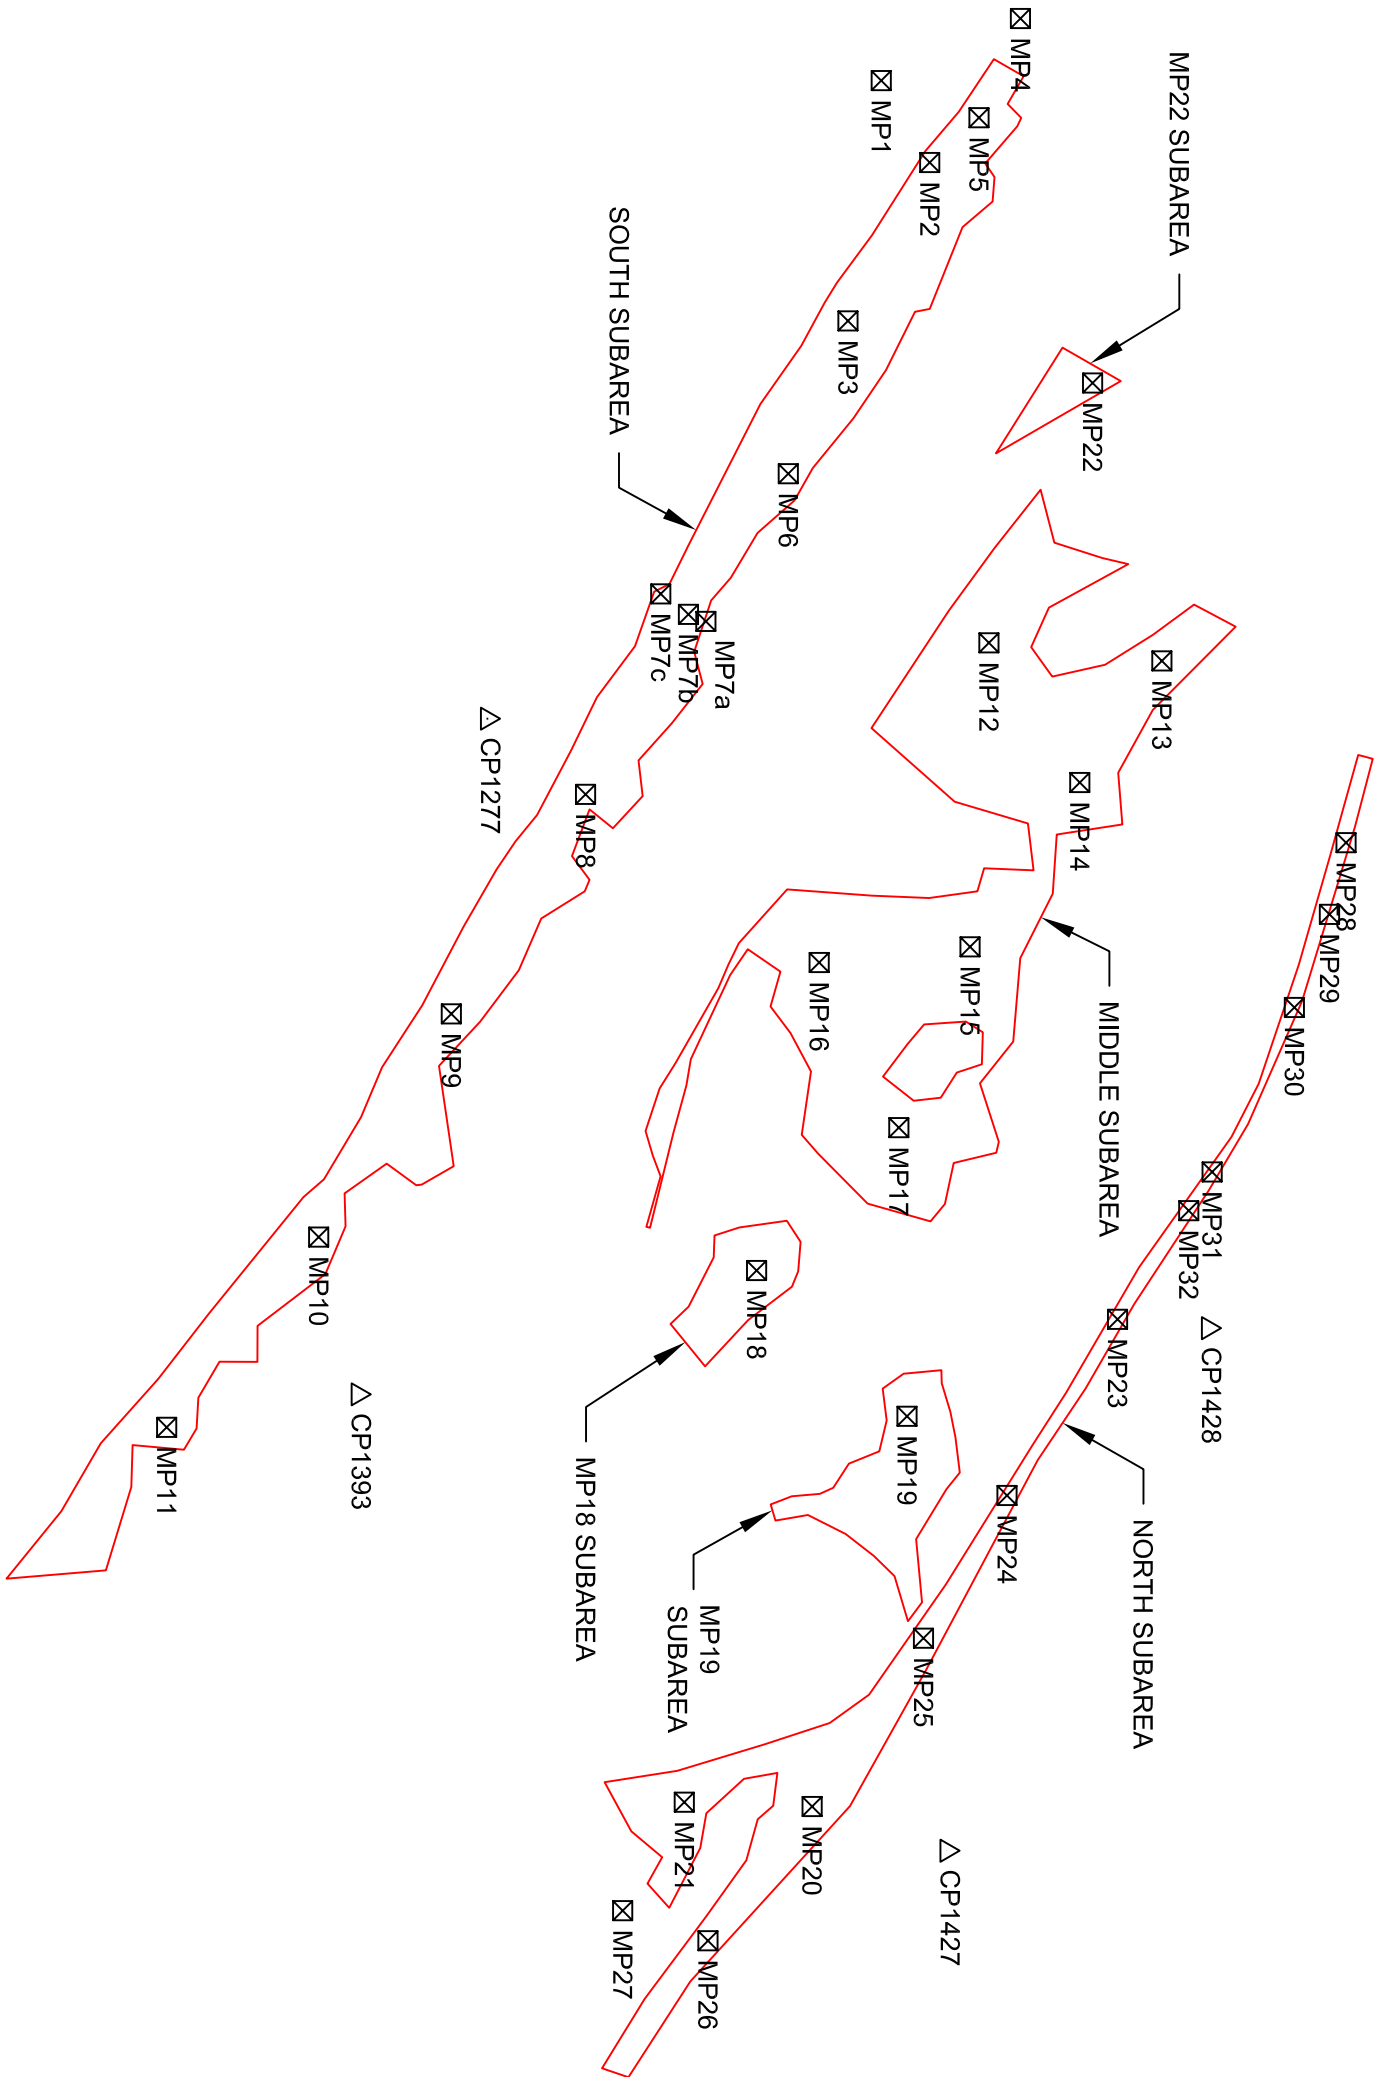 MP4
MP1
MP5
MP2
MP22 SUBAREA
SOUTH SUBAREA
MP3
MP22
MP6
MP7a
MP7b
MP7c
MP12
MP13
CP1277
MP8
MP14
MP28
MP29
MP15
MP16
MP9
MP30
MIDDLE SUBAREA
MP17
MP31
MP32
MP10
MP18
CP1428
MP23
CP1393
MP11
MP19
MP18 SUBAREA
MP24
NORTH SUBAREA
MP19
SUBAREA
MP25
MP21
MP20
CP1427
MP27
MP26